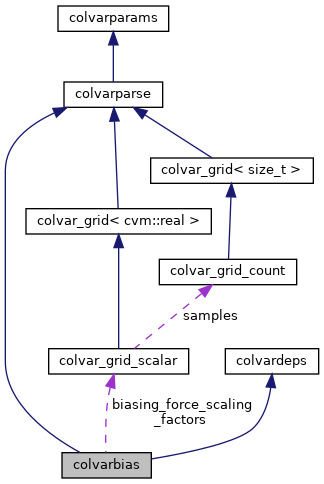 colvarparams
colvarparse
colvar_grid< size_t >
colvar_grid< cvm::real >
colvar_grid_count
samples
colvar_grid_scalar
colvardeps
biasing_force_scaling
_factors
colvarbias